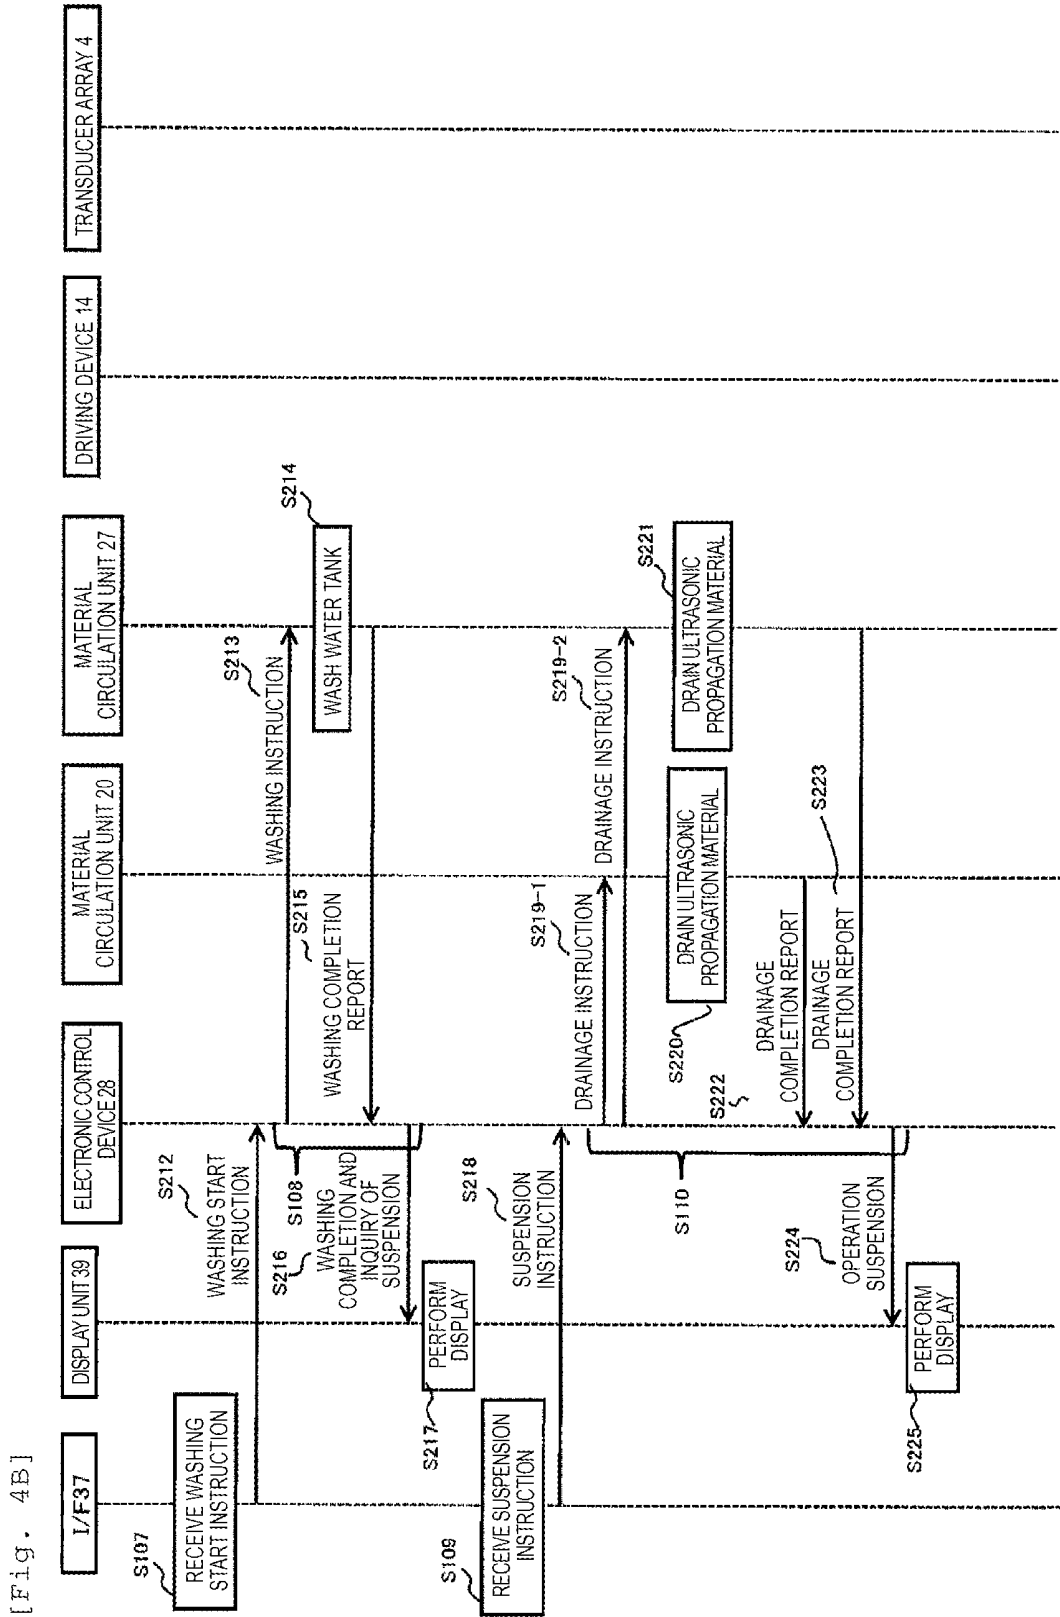 [Fig. 4B]
I/F37
DISPLAY UNIT 39
ELECTRONIC CONTROL
DEVICE 28
MATERIAL
CIRCULATION UNIT 20
MATERIAL
CIRCULATION UNIT 27
DRIVING DEVICE 14
TRANSDUCER ARRAY 4
S107
RECEIVE WASHING
START INSTRUCTION
S212
WASHING START
INSTRUCTION
S213
WASHING INSTRUCTION
S108
S214
WASH WATER TANK
S215
WASHING COMPLETION
REPORT
S216
WASHING
COMPLETION AND
INQUIRY OF
SUSPENSION
S217
PERFORM
DISPLAY
S109
RECEIVE SUSPENSION
INSTRUCTION
S218
SUSPENSION
INSTRUCTION
S219-1
DRAINAGE INSTRUCTION
S219-2
DRAINAGE INSTRUCTION
S110
S220
DRAIN ULTRASONIC
PROPAGATION MATERIAL
S221
DRAIN ULTRASONIC
PROPAGATION MATERIAL
S222
DRAINAGE
COMPLETION REPORT
S223
DRAINAGE
COMPLETION REPORT
S224
OPERATION
SUSPENSION
S225
PERFORM
DISPLAY